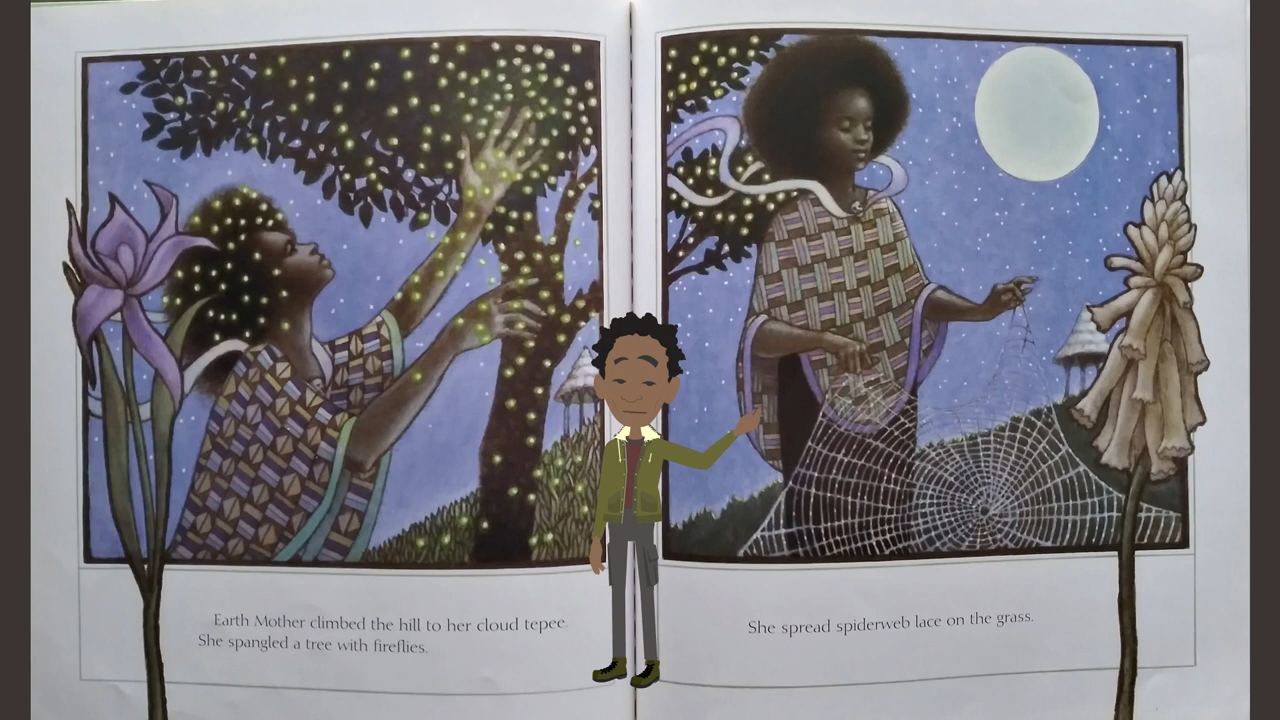 Earth Mother climbed the hill to her cloud tepee.
She spangled a tree with fireflies.
She spread spiderweb lace on the grass.